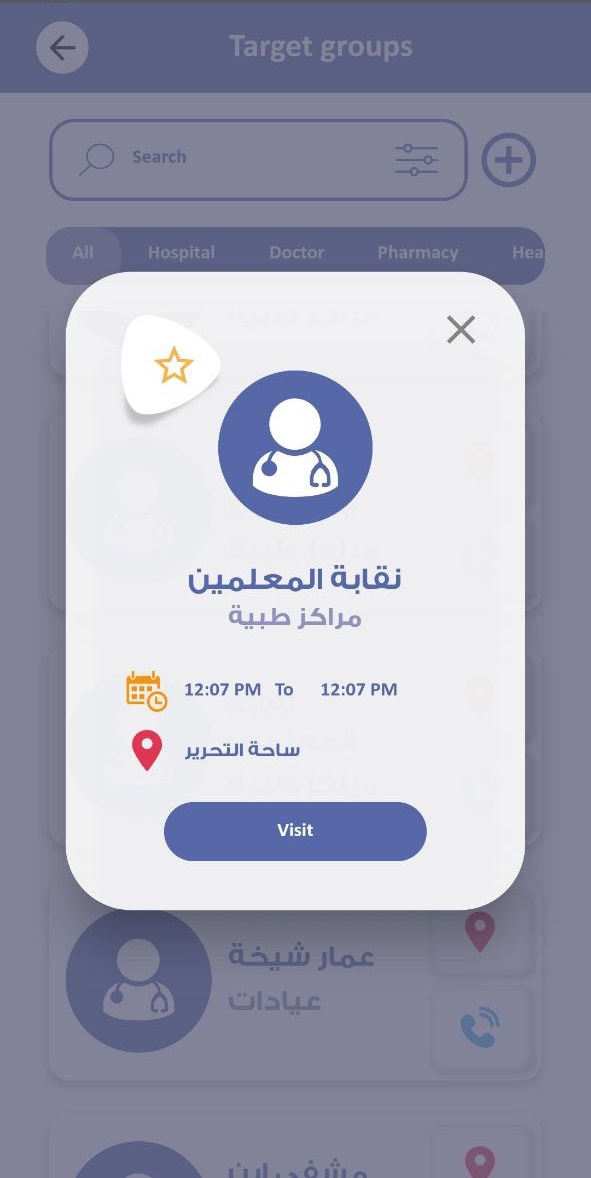 Target groups
Search
All Hospital Doctor Pharmacy Hea
نقابة المعلمين
مراكز طبية
12:07 PM To 12:07 PM
ساحة التحرير
Visit
عمار شيخة
عيادات